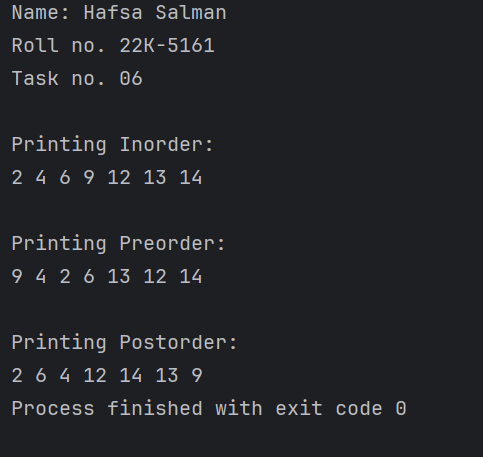 Name: Hafsa Salman
Roll no. 22K-5161
Task no. 06
Printing Inorder:
2 4 6 9 12 13 14
Printing Preorder:
9 4 2 6 13 12 14
Printing Postorder:
2 6 4 12 14 13 9
Process finished with exit code 0